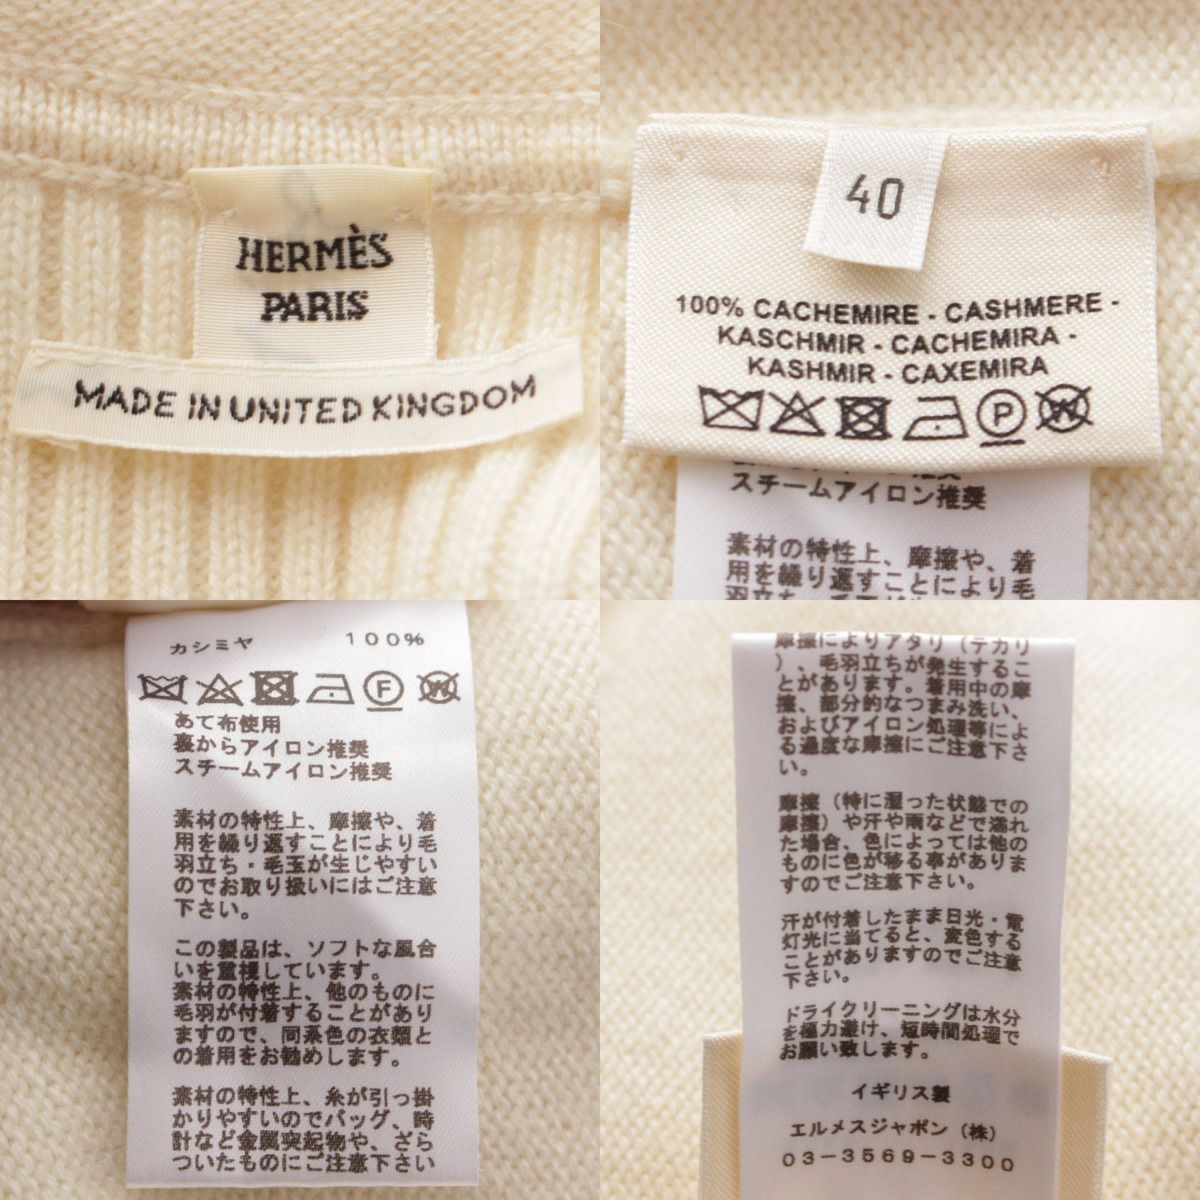 HERMÈS
PARIS
MADE IN UNITED KINGDOM
40
100% CACHEMIRE - CASHMERE -
KASCHMIR - CACHEMIRA -
KASHMIR - CAXEMIRA
P
W
スチームアイロン推奨
素材の特性上、摩擦や、着
用を繰り返すことにより毛
カシミヤ 100%
F
W
あて布使用
裏からアイロン推奨
スチームアイロン推奨
素材の特性上、摩擦や、着
用を繰り返すことにより毛
羽立ち・毛玉が生じやすい
のでお取り扱いにはご注意
下さい。
この製品は、ソフトな風合
いを重視しています。
素材の特性上、他のものに
毛羽が付着することがあり
ますので、同系色の衣類と
の着用をお勧めします。
素材の特性上、糸が引っ掛
かりやすいのでバッグ、時
計など金属突起物や、ざら
ついたものにご注意下さい
摩擦によりアタリ（テカリ
）、毛羽立ちが発生するこ
とがあります。着用中の摩
擦、部分的なつまみ洗い、
およびアイロン処理等によ
る過度な摩擦にご注意下さ
い。
摩擦（特に湿った状態での
摩擦）や汗や雨などで濡れ
た場合、色によっては他の
ものに色が移る事がありま
すのでご注意下さい。
汗が付着したまま日光・電
灯光に当てると、変色する
ことがありますのでご注意
下さい。
ドライクリーニングは水分
を極力避け、短時間処理で
お願い致します。
イギリス製
エルメスジャポン（株）
03-3569-3300